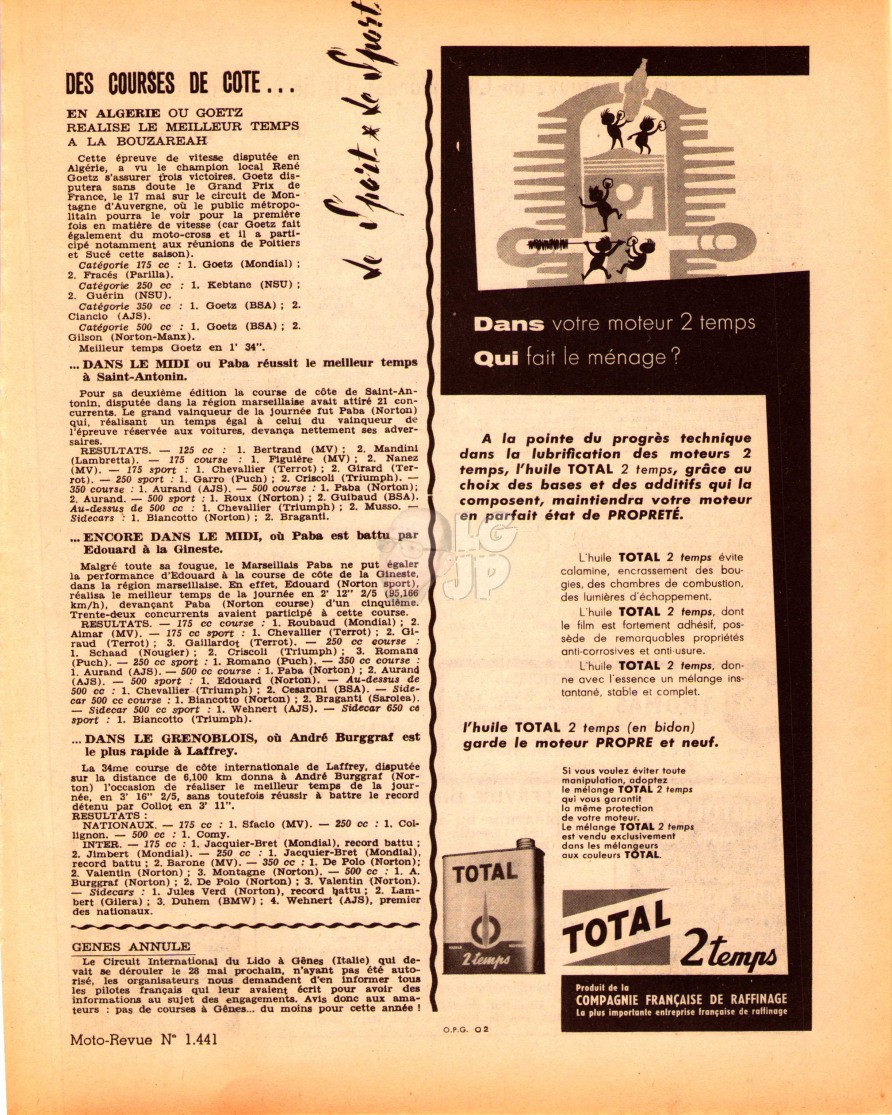 le Sport * le Sport
DES COURSES DE COTE...
EN ALGERIE OU GOETZ
REALISE LE MEILLEUR TEMPS
A LA BOUZAREAH
Cette épreuve de vitesse disputée en
Algérie, a vu le champion local René
Goetz s'assurer trois victoires. Goetz dis-
putera sans doute le Grand Prix de
France, le 17 mai sur le circuit de Mon-
tagne d'Auvergne, où le public métropo-
litain pourra le voir pour la première
fois en matière de vitesse (car Goetz fait
également du moto-cross et il a parti-
cipé notamment aux réunions de Poitiers
et Sucé cette saison).
Catégorie 175 cc : 1. Goetz (Mondial) ;
2. Fracés (Parilla).
Catégorie 250 cc : 1. Kebtane (NSU) ;
2. Guérin (NSU).
Catégorie 350 cc : 1. Goetz (BSA) ; 2.
Ciancio (AJS).
Catégorie 500 cc : 1. Goetz (BSA) ; 2.
Gilson (Norton-Manx).
Meilleur temps Goetz en 1' 34".
... DANS LE MIDI ou Paba réussit le meilleur temps
à Saint-Antonin.
Pour sa deuxième édition la course de côte de Saint-An-
tonin, disputée dans la région marseillaise avait attiré 21 con-
currents. Le grand vainqueur de la journée fut Paba (Norton)
qui, réalisant un temps égal à celui du vainqueur de
l'épreuve réservée aux voitures, devança nettement ses adver-
saires.
RESULTATS. — 125 cc : 1. Bertrand (MV) ; 2. Mandini
(Lambretta). — 175 course : 1. Figuière (MV) ; 2. Nanez
(MV). — 175 sport : 1. Chevallier (Terrot) ; 2. Girard (Ter-
rot). — 250 sport : 1. Garro (Puch) ; 2. Criscoli (Triumph). —
350 course : 1. Aurand (AJS). — 500 course : 1. Paba (Norton);
2. Aurand. — 500 sport : 1. Roux (Norton) ; 2. Guibaud (BSA).
Au-dessus de 500 cc : 1. Chevallier (Triumph) ; 2. Musso. —
Sidecars : 1. Biancotto (Norton) ; 2. Braganti.
... ENCORE DANS LE MIDI, où Paba est battu par
Edouard à la Gineste.
Malgré toute sa fougue, le Marseillais Paba ne put égaler
la performance d'Edouard à la course de côte de la Gineste,
dans la région marseillaise. En effet, Edouard (Norton sport),
réalisa le meilleur temps de la journée en 2' 12" 2/5 (95,166
km/h), devançant Paba (Norton course) d'un cinquième.
Trente-deux concurrents avaient participé à cette course.
RESULTATS. — 175 cc course : 1. Roubaud (Mondial) ; 2.
Aimar (MV). — 175 cc sport : 1. Chevallier (Terrot) ; 2. Gi-
raud (Terrot) ; 3. Gaillardot (Terrot). — 250 cc course :
1. Schaad (Nougier) ; 2. Criscoli (Triumph) ; 3. Romane
(Puch). — 250 cc sport : 1. Romano (Puch). — 350 cc course :
1. Aurand (AJS). — 500 cc course : 1. Paba (Norton) ; 2. Aurand
(AJS). — 500 sport : 1. Edouard (Norton). — Au-dessus de
500 cc : 1. Chevallier (Triumph) ; 2. Cesaroni (BSA). — Side-
car 500 cc course : 1. Biancotto (Norton) ; 2. Braganti (Sarolea).
— Sidecar 500 cc sport : 1. Wehnert (AJS). — Sidecar 650 cc
sport : 1. Biancotto (Triumph).
... DANS LE GRENOBLOIS, où André Burggraf est
le plus rapide à Laffrey.
La 34me course de côte internationale de Laffrey, disputée
sur la distance de 6,100 km donna à André Burggraf (Nor-
ton) l'occasion de réaliser le meilleur temps de la jour-
née, en 3' 16" 2/5, sans toutefois réussir à battre le record
détenu par Collot en 3' 11".
RESULTATS :
NATIONAUX. — 175 cc : 1. Sfacio (MV). — 250 cc : 1. Col-
lignon. — 500 cc : 1. Comy.
INTER. — 175 cc : 1. Jacquier-Bret (Mondial), record battu ;
2. Jimbert (Mondial). — 250 cc : 1. Jacquier-Bret (Mondial),
record battu ; 2. Barone (MV). — 350 cc : 1. De Polo (Norton);
2. Valentin (Norton) ; 3. Montagne (Norton). — 500 cc : 1. A.
Burggraf (Norton) ; 2. De Polo (Norton) ; 3. Valentin (Norton).
— Sidecars : 1. Jules Verd (Norton), record battu ; 2. Lam-
bert (Gilera) ; 3. Duhem (BMW) ; 4. Wehnert (AJS), premier
des nationaux.
GENES ANNULE
Le Circuit International du Lido à Gênes (Italie) qui de-
vait se dérouler le 28 mai prochain, n'ayant pas été auto-
risé, les organisateurs nous demandent d'en informer tous
les pilotes français qui leur avaient écrit pour avoir des
informations au sujet des engagements. Avis donc aux ama-
teurs : pas de courses à Gênes... du moins pour cette année !
Moto-Revue N° 1.441
Dans votre moteur 2 temps
Qui fait le ménage ?
A la pointe du progrès technique
dans la lubrification des moteurs 2
temps, l'huile TOTAL 2 temps, grâce au
choix des bases et des additifs qui la
composent, maintiendra votre moteur
en parfait état de PROPRETÉ.
L'huile TOTAL 2 temps évite
calamine, encrassement des bou-
gies, des chambres de combustion,
des lumières d'échappement.
L'huile TOTAL 2 temps, dont
le film est fortement adhésif, pos-
sède de remarquables propriétés
anti-corrosives et anti-usure.
L'huile TOTAL 2 temps, don-
ne avec l'essence un mélange ins-
tantané, stable et complet.
l'huile TOTAL 2 temps (en bidon)
garde le moteur PROPRE et neuf.
Si vous voulez éviter toute
manipulation, adoptez
le mélange TOTAL 2 temps
qui vous garantit
la même protection
de votre moteur.
Le mélange TOTAL 2 temps
est vendu exclusivement
dans les mélangeurs
aux couleurs TOTAL.
TOTAL
2 temps
TOTAL
2 temps
Produit de la
COMPAGNIE FRANÇAISE DE RAFFINAGE
La plus importante entreprise française de raffinage
O.P.G. 02
LG
JP